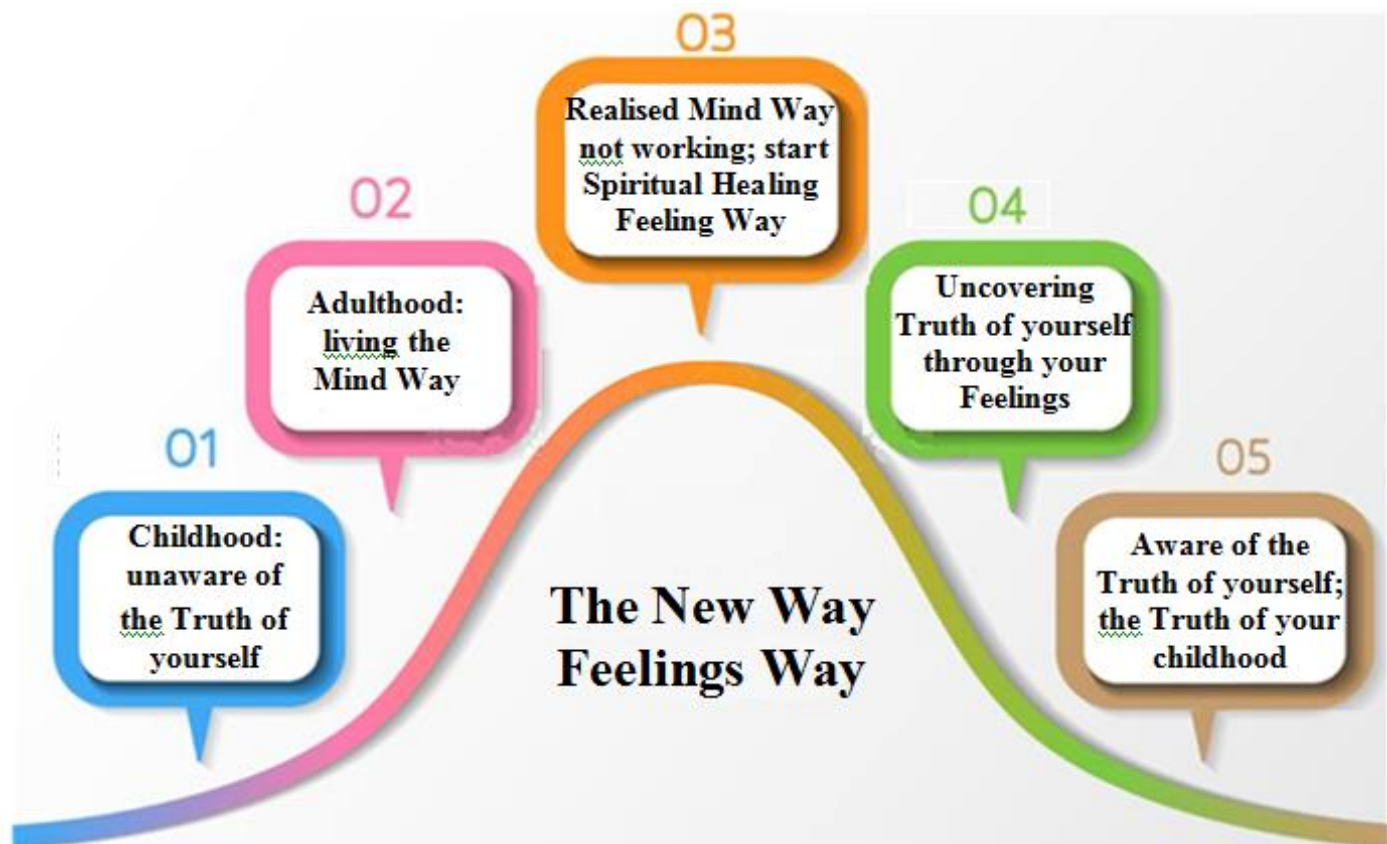 01
Childhood:
unaware of
the Truth of
yourself
02
Adulthood:
living the
Mind Way
03
Realised Mind Way
not working; start
Spiritual Healing
Feeling Way
04
Uncovering
Truth of yourself
through your
Feelings
05
Aware of the
Truth of yourself;
the Truth of your
childhood
The New Way
Feelings Way